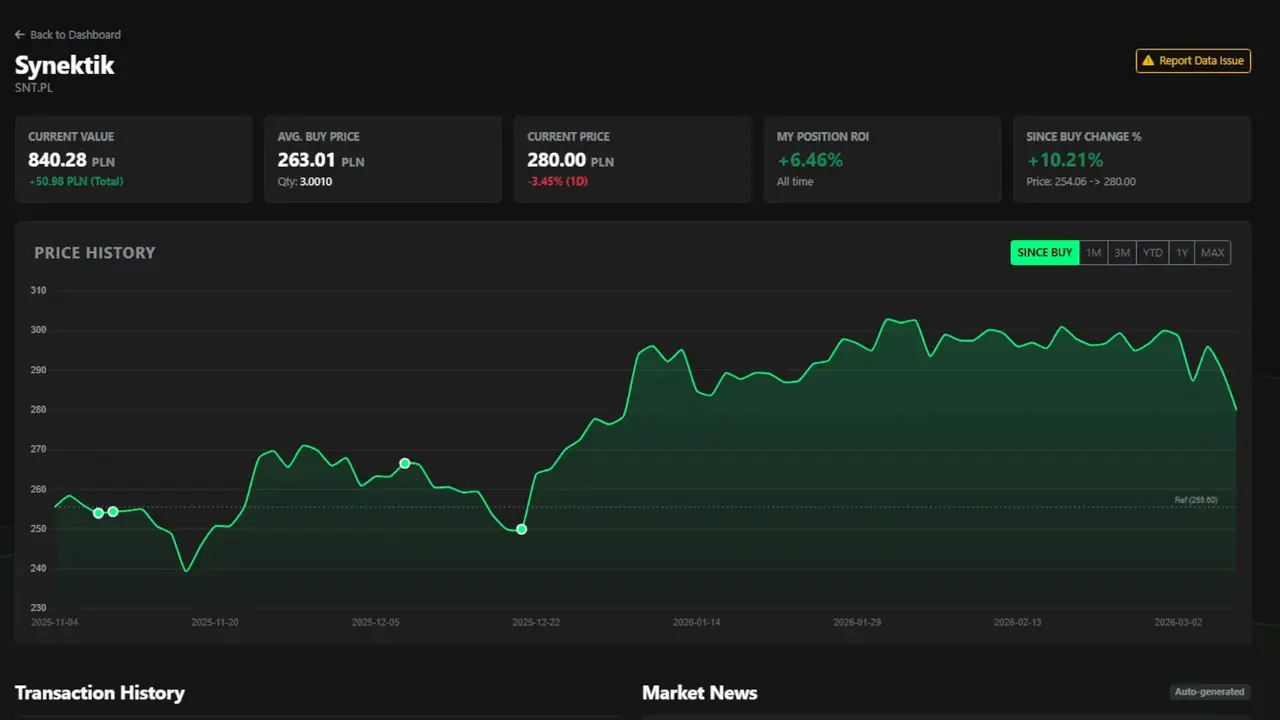 Back to Dashboard
Synektik
SNT.PL
Report Data Issue
CURRENT VALUE
840.28 PLN
+50.98 PLN (Total)
AVG. BUY PRICE
263.01 PLN
Qty: 3.0010
CURRENT PRICE
280.00 PLN
-3.45% (1D)
MY POSITION ROI
+6.46%
All time
SINCE BUY CHANGE %
+10.21%
Price: 254.06 -> 280.00
PRICE HISTORY
SINCE BUY 1M 3M YTD 1Y MAX
310
300
290
280
270
260
250
240
230
Ref (255.60)
2025-11-04 2025-11-20 2025-12-05 2025-12-22 2026-01-14 2026-01-29 2026-02-13 2026-03-02
Transaction History
Market News
Auto-generated